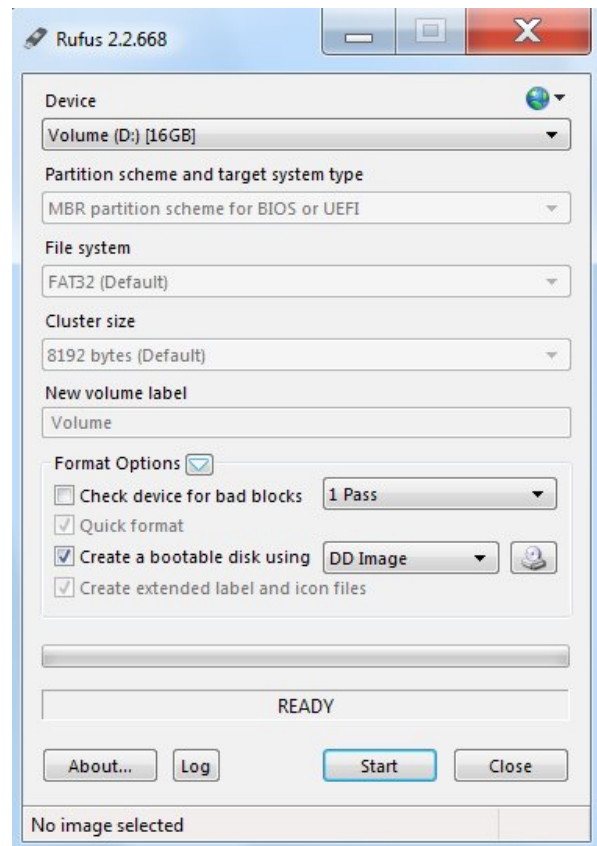 Rufus 2.2.668
Device
Volume (D:) [16GB]
Partition scheme and target system type
MBR partition scheme for BIOS or UEFI
File system
FAT32 (Default)
Cluster size
8192 bytes (Default)
New volume label
Volume
Format Options
Check device for bad blocks 1 Pass
Quick format
Create a bootable disk using DD Image
Create extended label and icon files
READY
About... Log Start Close
No image selected